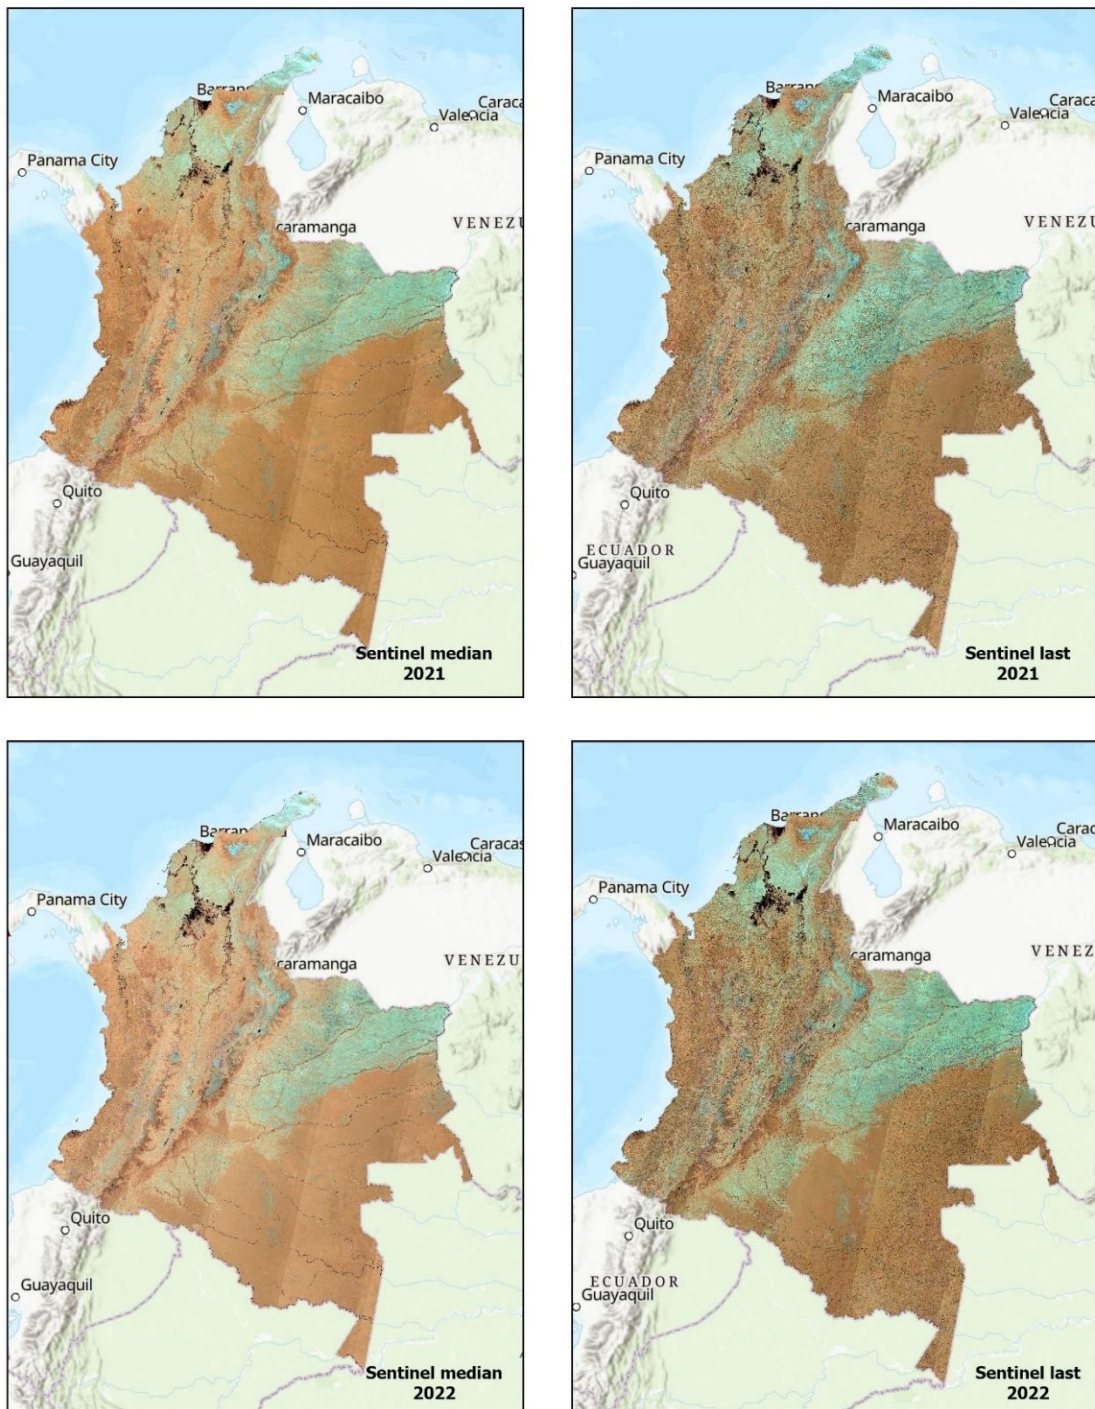 Barran
Maracaibo
Caracas
Valencia
Panama City
VENEZU
caramanga
Quito
Guayaquil
Sentinel median
2021
Barran
Maracaibo
Caraca
Valencia
Panama City
VENEZU
caramanga
Quito
ECUADOR
Guayaquil
Sentinel last
2021
Barran
Maracaibo
Caracas
Valencia
Panama City
VENEZU
caramanga
Quito
Guayaquil
Sentinel median
2022
Barran
Maracaibo
Carac
Valencia
Panama City
VENEZ
caramanga
Quito
ECUADOR
Guayaquil
Sentinel last
2022